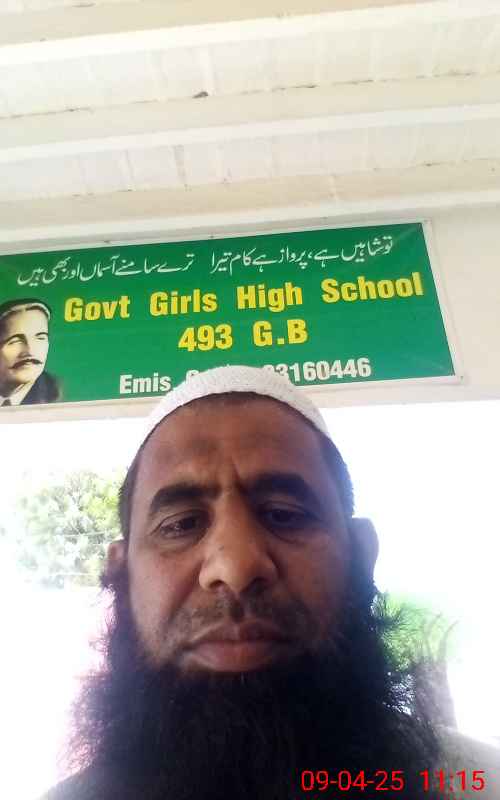 تو شاہیں ہے، پرواز ہے کام تیرا ترے سامنے آسماں اور بھی ہیں
Govt Girls High School
493 G.B
Emis 3160446
09-04-25 11:15